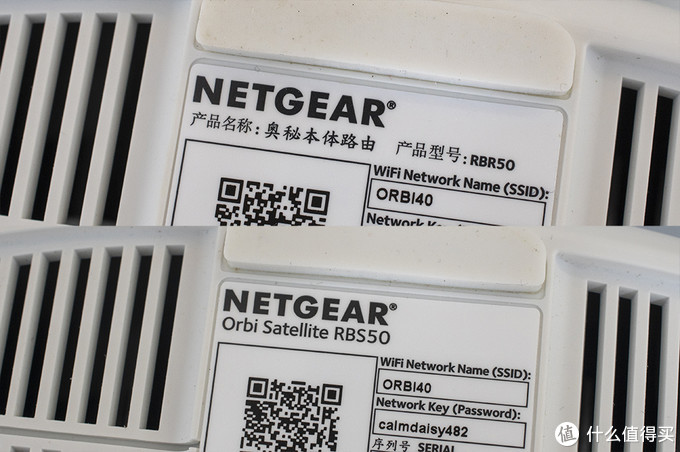 NETGEAR®
产品名称:奥秘本体路由 产品型号:RBR50
WiFi Network Name (SSID):
ORBI40
NETGEAR®
Orbi Satellite RBS50
WiFi Network Name (SSID):
ORBI40
Network Key (Password):
calmdaisy482
序列号 SERIAL
值 什么值得买